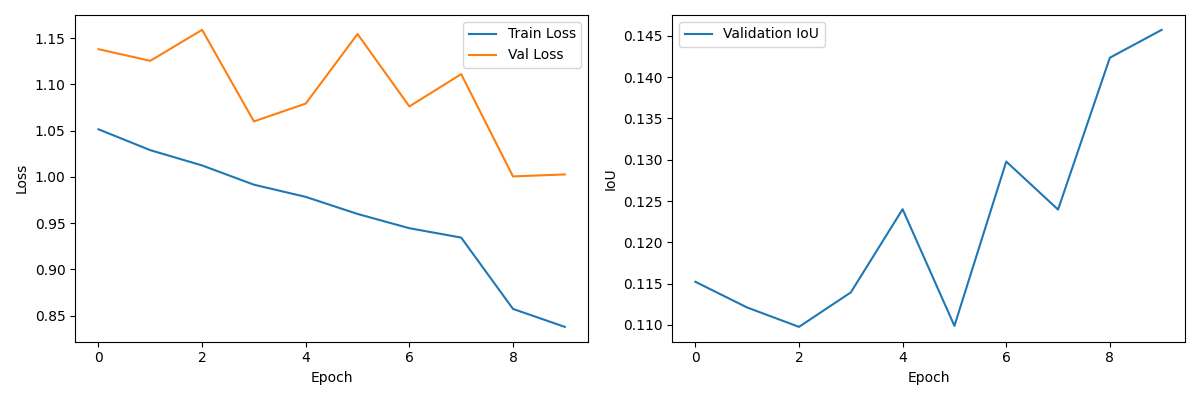 Train Loss
Val Loss
1.15
1.10
1.05
1.00
0.95
0.90
0.85
Loss
0 2 4 6 8
Epoch
Validation IoU
0.145
0.140
0.135
0.130
0.125
0.120
0.115
0.110
IoU
0 2 4 6 8
Epoch